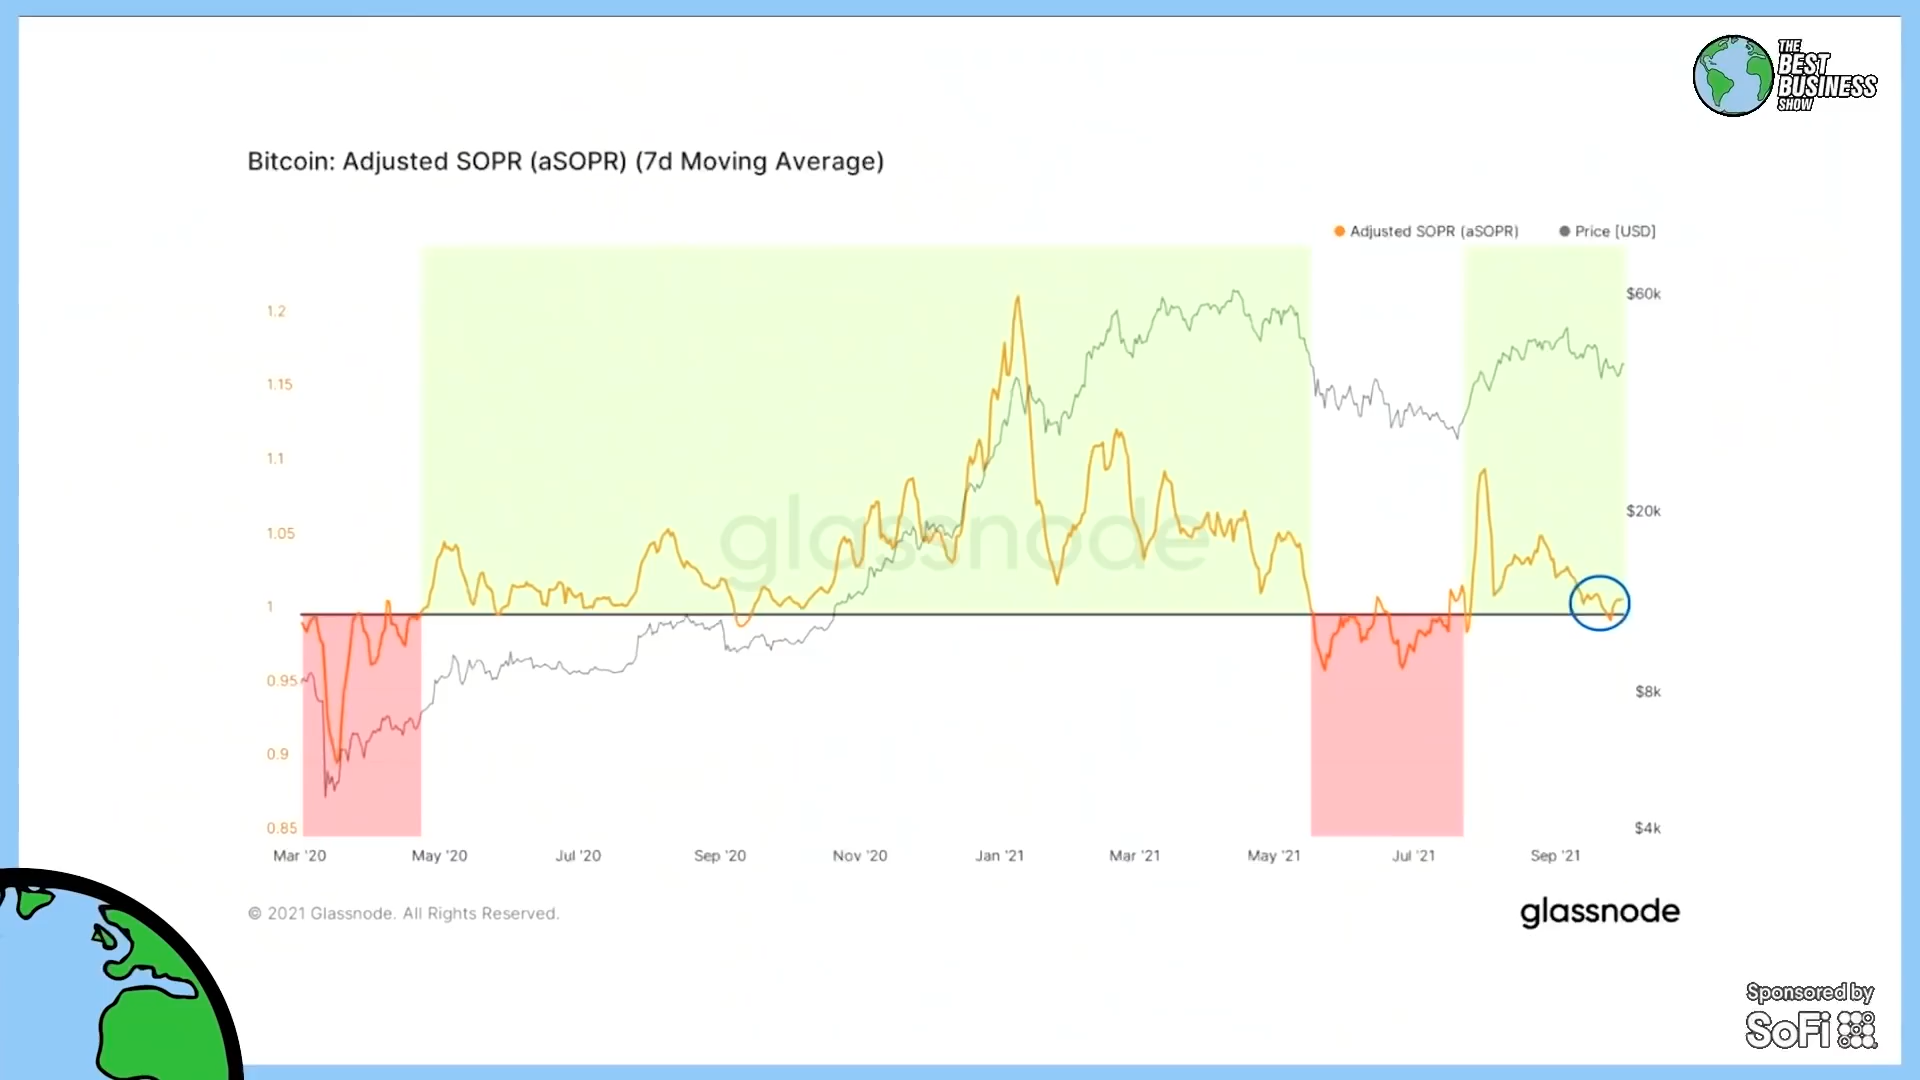 THE
BEST
BUSINESS
SHOW
Bitcoin: Adjusted SOPR (aSOPR) (7d Moving Average)
Adjusted SOPR (aSOPR) Price [USD]
1.2
1.15
1.1
1.05
1
0.95
0.9
0.85
$60k
$20k
$8k
$4k
glassnode
Mar '20 May '20 Jul '20 Sep '20 Nov '20 Jan '21 Mar '21 May '21 Jul '21 Sep '21
© 2021 Glassnode. All Rights Reserved.
glassnode
Sponsored by
SoFi